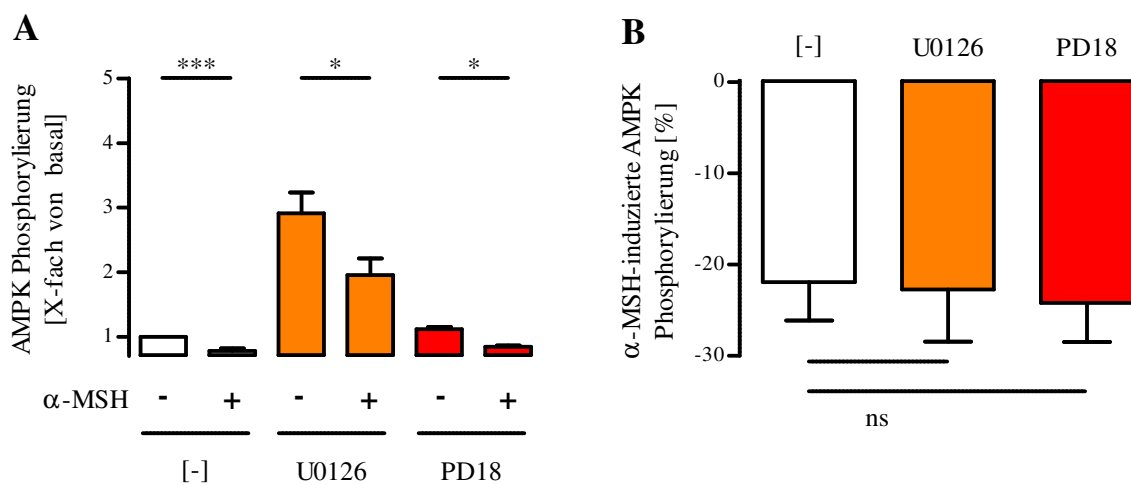 A
AMPK Phosphorylierung
[X-fach von basal]
5
4
3
2
1
***
*
*
α-MSH
-
+
-
+
-
+
[-]
U0126
PD18
B
[-]
U0126
PD18
α-MSH-induzierte AMPK
Phosphorylierung [%]
0
-10
-20
-30
ns